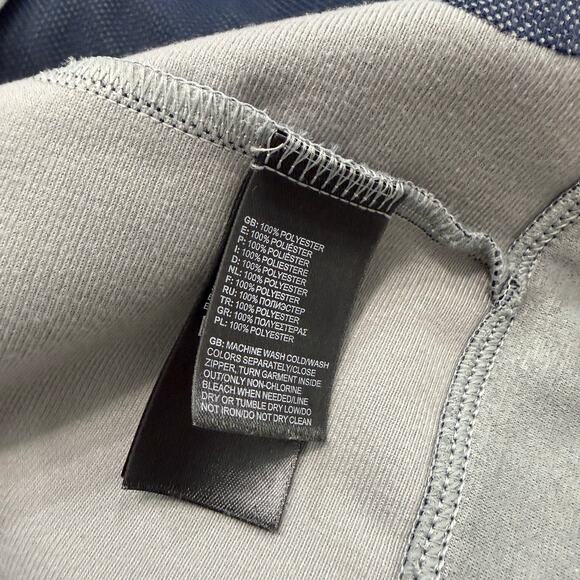 GB: 100% POLYESTER
E: 100% POLIÉSTER
P: 100% POLIÉSTER
I: 100% POLIESTERE
D: 100% POLYESTER
NL: 100% POLYESTER
F: 100% POLYESTER
RU: 100% ПОЛИЭСТЕР
TR: 100% POLYESTER
GR: 100% ΠΟΛΥΕΣΤΕΡΑΣ
PL: 100% POLYESTER
GB: MACHINE WASH COLD/WASH
COLORS SEPARATELY/CLOSE
ZIPPER, TURN GARMENT INSIDE
OUT/ONLY NON-CHLORINE
BLEACH WHEN NEEDED/LINE
DRY OR TUMBLE DRY LOW/DO
NOT IRON/DO NOT DRY CLEAN